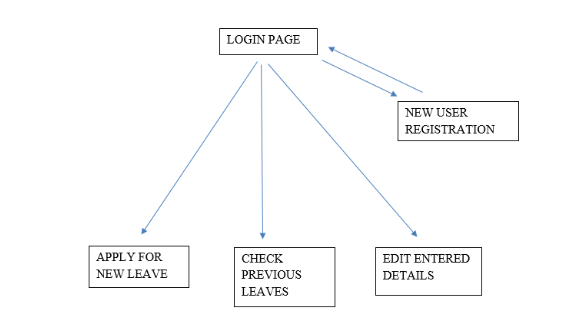 LOGIN PAGE
NEW USER
REGISTRATION
APPLY FOR
NEW LEAVE
CHECK
PREVIOUS
LEAVES
EDIT ENTERED
DETAILS